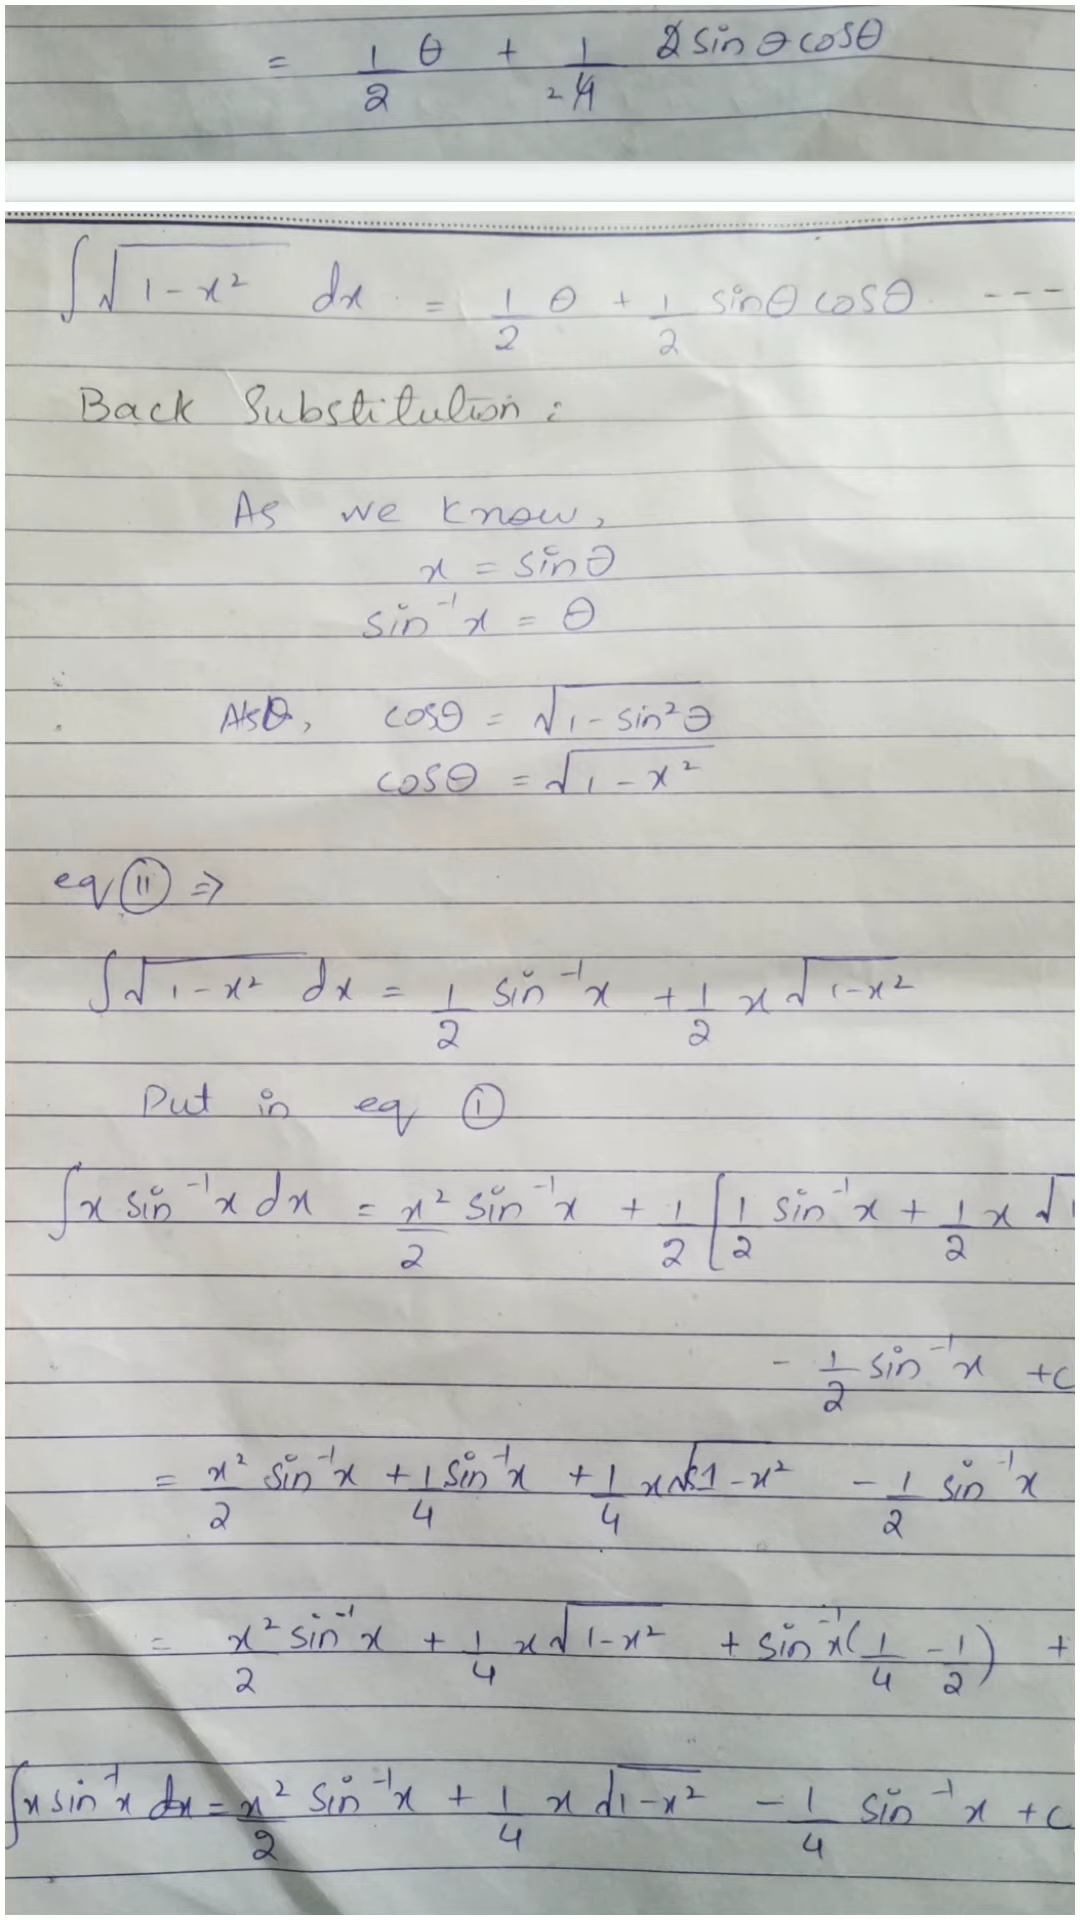 = 1/2 θ + 1/4 2 sinθcosθ
2
∫√(1-x²) dx = 1/2 θ + 1/2 sinθcosθ ---
Back Substitution:
As we know,
x = sinθ
sin⁻¹x = θ
Also, cosθ = √(1-sin²θ)
cosθ = √(1-x²)
eq (II) ⇒
∫√(1-x²) dx = 1/2 sin⁻¹x + 1/2 x√(1-x²)
Put in eq (I)
∫x sin⁻¹x dx = x²/2 sin⁻¹x + 1/2 [1/2 sin⁻¹x + 1/2 x √
- 1/2 sin⁻¹x + c
= x²/2 sin⁻¹x + 1/4 sin⁻¹x + 1/4 x√(1-x²) - 1/2 sin⁻¹x
= x²/2 sin⁻¹x + 1/4 x√(1-x²) + sin⁻¹x(1/4 - 1/2) +
∫x sin⁻¹x dx = x²/2 sin⁻¹x + 1/4 x√(1-x²) - 1/4 sin⁻¹x + c